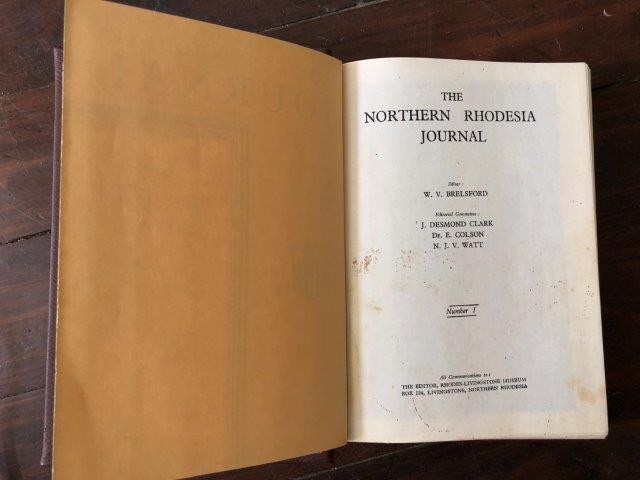 THE
NORTHERN RHODESIA
JOURNAL
Editor :
W. V. BRELSFORD
Editorial Committee :
J. DESMOND CLARK
Dr. E. COLSON
N. J. V. WATT
Number 1
All Communications to :
THE EDITOR, RHODES-LIVINGSTONE MUSEUM
BOX 124, LIVINGSTONE, NORTHERN RHODESIA